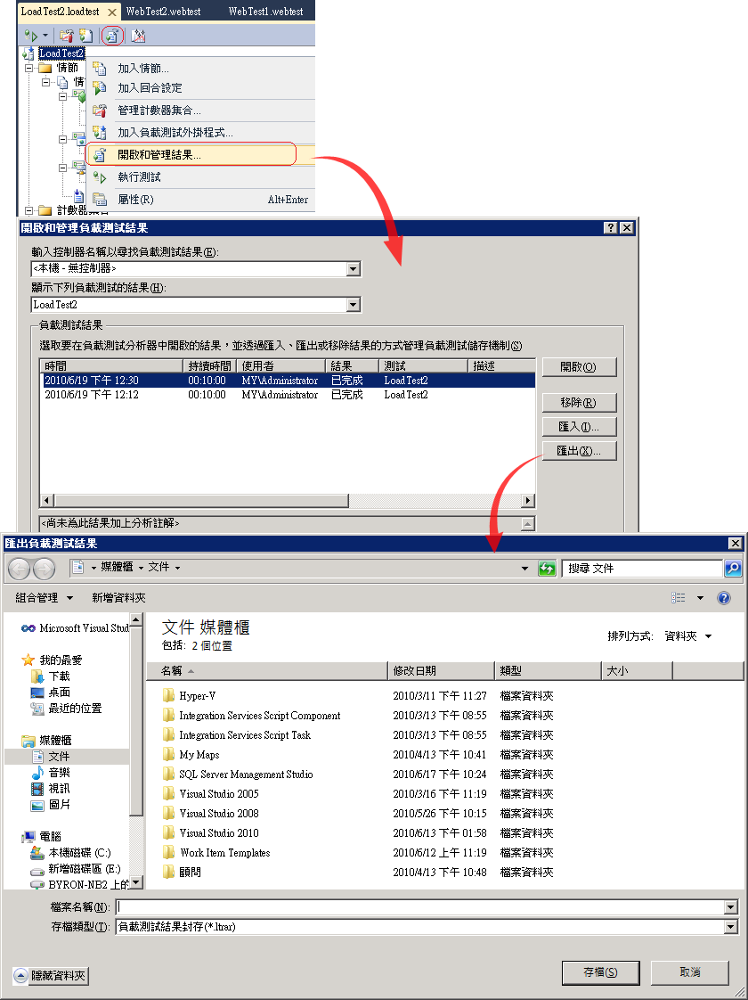 LoadTest2.loadtest WebTest2.webtest WebTest1.webtest
LoadTest2
情節
加入情節...
加入回合設定
管理計數器集合...
加入負載測試外掛程式...
開啟和管理結果...
執行測試
屬性(R) Alt+Enter
開啟和管理負載測試結果
輸入控制器名稱以尋找負載測試結果(E):
<本機 - 無控制器>
顯示下列負載測試的結果(H):
LoadTest2
負載測試結果
選取要在負載測試分析器中開啟的結果，並透過匯入、匯出或移除結果的方式管理負載測試儲存機制(S)
時間 持續時間 使用者 結果 測試 描述 開啟(O)
2010/6/19 下午 12:30 00:10:00 MY\Administrator 已完成 LoadTest2
2010/6/19 下午 12:12 00:10:00 MY\Administrator 已完成 LoadTest2
移除(R)
匯入(I)...
匯出(X)...
<尚未為此結果加上分析註解>
匯出負載測試結果
媒體櫃 文件 搜尋 文件
組合管理 新增資料夾
Microsoft Visual Stud
我的最愛
下載
桌面
最近的位置
媒體櫃
文件
音樂
視訊
圖片
電腦
本機磁碟 (C:)
新增磁碟區 (E:)
BYRON-NB2 上的
文件 媒體櫃
包括: 2 個位置
排列方式: 資料夾
名稱 修改日期 類型 大小
Hyper-V 2010/3/11 下午 11:27 檔案資料夾
Integration Services Script Component 2010/3/13 下午 08:55 檔案資料夾
Integration Services Script Task 2010/3/13 下午 08:55 檔案資料夾
My Maps 2010/4/13 下午 10:41 檔案資料夾
SQL Server Management Studio 2010/6/17 下午 10:24 檔案資料夾
Visual Studio 2005 2010/3/16 下午 11:19 檔案資料夾
Visual Studio 2008 2010/5/26 下午 10:15 檔案資料夾
Visual Studio 2010 2010/6/13 下午 01:58 檔案資料夾
Work Item Templates 2010/6/12 上午 11:19 檔案資料夾
顧問 2010/4/13 下午 10:48 檔案資料夾
檔案名稱(N):
存檔類型(T): 負載測試結果封存(*.ltrar)
隱藏資料夾 存檔(S) 取消